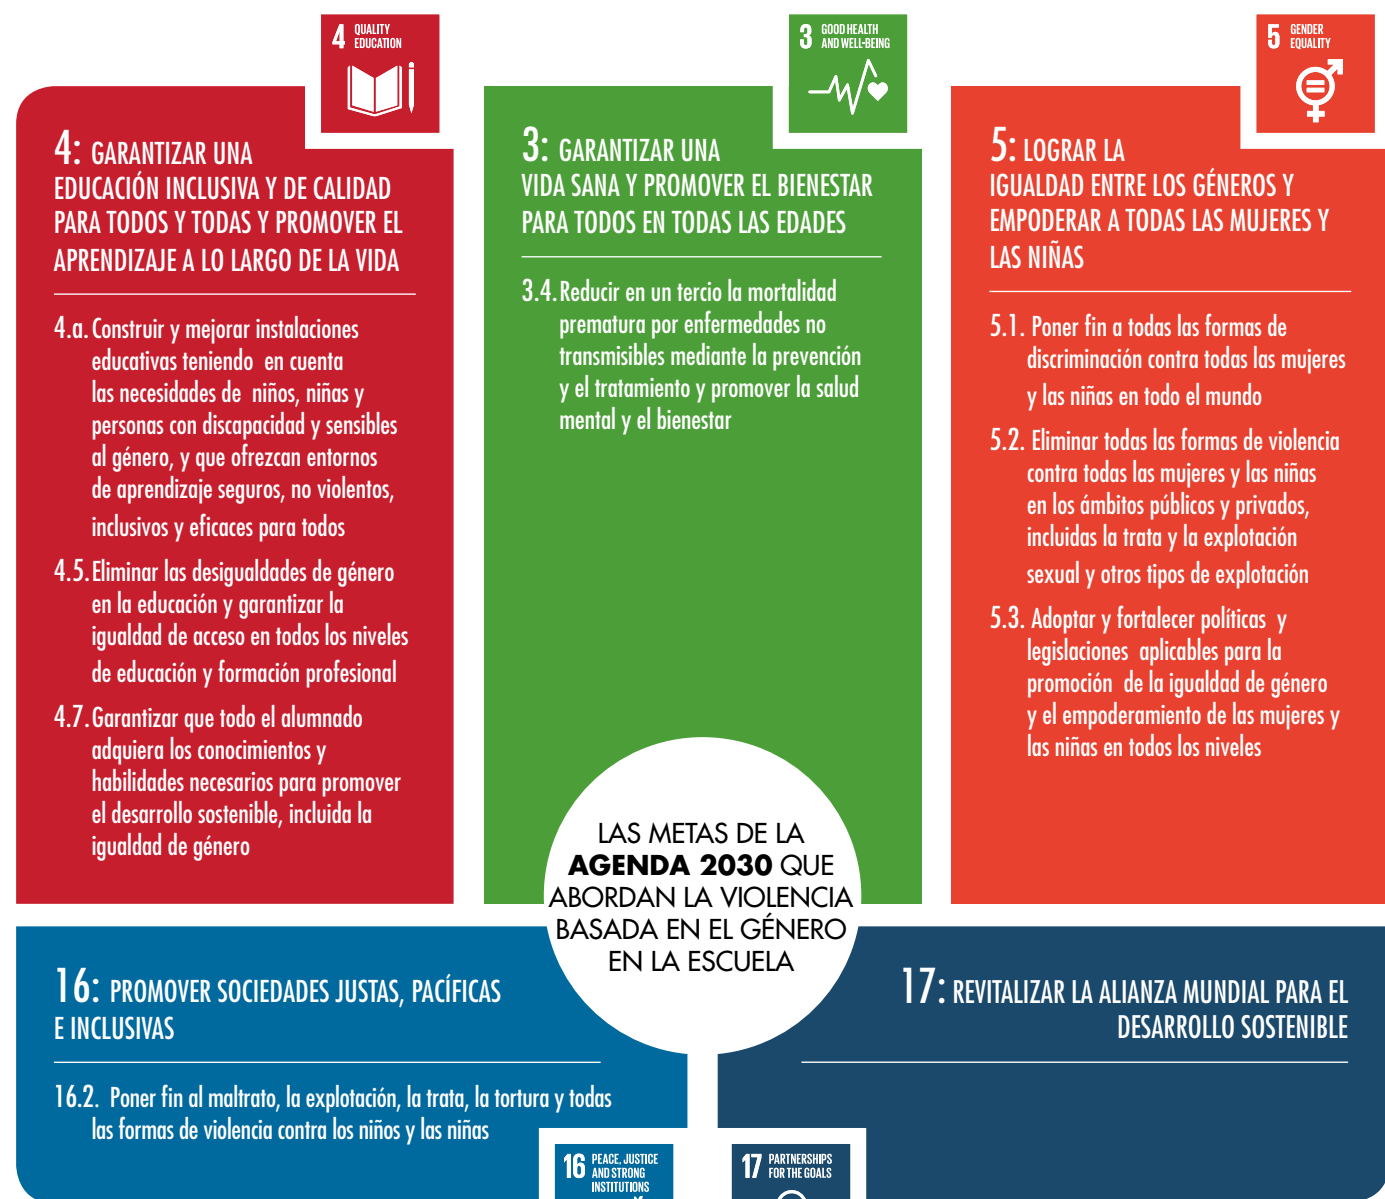 4 QUALITY
EDUCATION
4: GARANTIZAR UNA
EDUCACIÓN INCLUSIVA Y DE CALIDAD
PARA TODOS Y TODAS Y PROMOVER EL
APRENDIZAJE A LO LARGO DE LA VIDA
4.a. Construir y mejorar instalaciones
educativas teniendo en cuenta
las necesidades de niños, niñas y
personas con discapacidad y sensibles
al género, y que ofrezcan entornos
de aprendizaje seguros, no violentos,
inclusivos y eficaces para todos
4.5. Eliminar las desigualdades de género
en la educación y garantizar la
igualdad de acceso en todos los niveles
de educación y formación profesional
4.7. Garantizar que todo el alumnado
adquiera los conocimientos y
habilidades necesarios para promover
el desarrollo sostenible, incluida la
igualdad de género
3 GOOD HEALTH
AND WELL-BEING
3: GARANTIZAR UNA
VIDA SANA Y PROMOVER EL BIENESTAR
PARA TODOS EN TODAS LAS EDADES
3.4. Reducir en un tercio la mortalidad
prematura por enfermedades no
transmisibles mediante la prevención
y el tratamiento y promover la salud
mental y el bienestar
5 GENDER
EQUALITY
5: LOGRAR LA
IGUALDAD ENTRE LOS GÉNEROS Y
EMPODERAR A TODAS LAS MUJERES Y
LAS NIÑAS
5.1. Poner fin a todas las formas de
discriminación contra todas las mujeres
y las niñas en todo el mundo
5.2. Eliminar todas las formas de violencia
contra todas las mujeres y las niñas
en los ámbitos públicos y privados,
incluidas la trata y la explotación
sexual y otros tipos de explotación
5.3. Adoptar y fortalecer políticas y
legislaciones aplicables para la
promoción de la igualdad de género
y el empoderamiento de las mujeres y
las niñas en todos los niveles
LAS METAS DE LA
AGENDA 2030 QUE
ABORDAN LA VIOLENCIA
BASADA EN EL GÉNERO
EN LA ESCUELA
16: PROMOVER SOCIEDADES JUSTAS, PACÍFICAS
E INCLUSIVAS
16.2. Poner fin al maltrato, la explotación, la trata, la tortura y todas
las formas de violencia contra los niños y las niñas
16 PEACE, JUSTICE
AND STRONG
INSTITUTIONS
17: REVITALIZAR LA ALIANZA MUNDIAL PARA EL
DESARROLLO SOSTENIBLE
17 PARTNERSHIPS
FOR THE GOALS